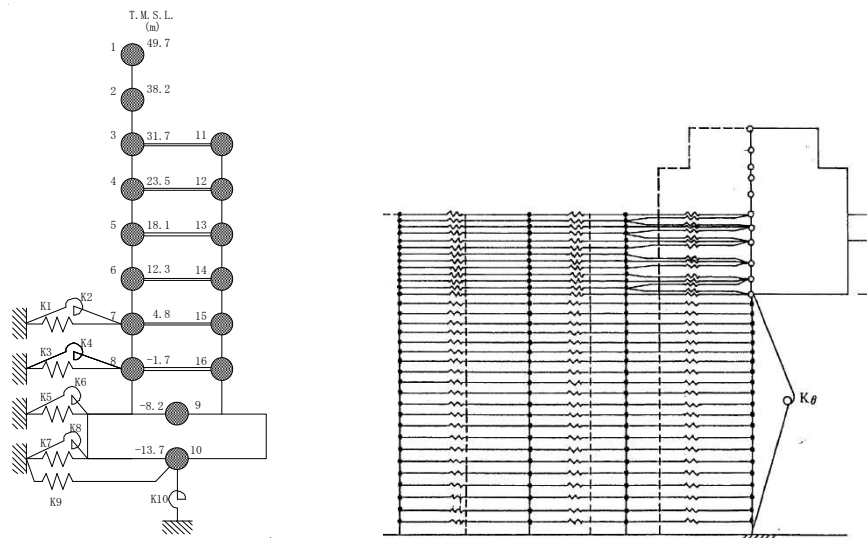 T.M.S.L.
(m)
1 49.7
2 38.2
3 31.7 11
4 23.5 12
5 18.1 13
6 12.3 14
K1 K2
7 4.8 15
K3 K4
8 -1.7 16
K5 K6
-8.2 9
K7 K8
-13.7 10
K9
K10
Kθ